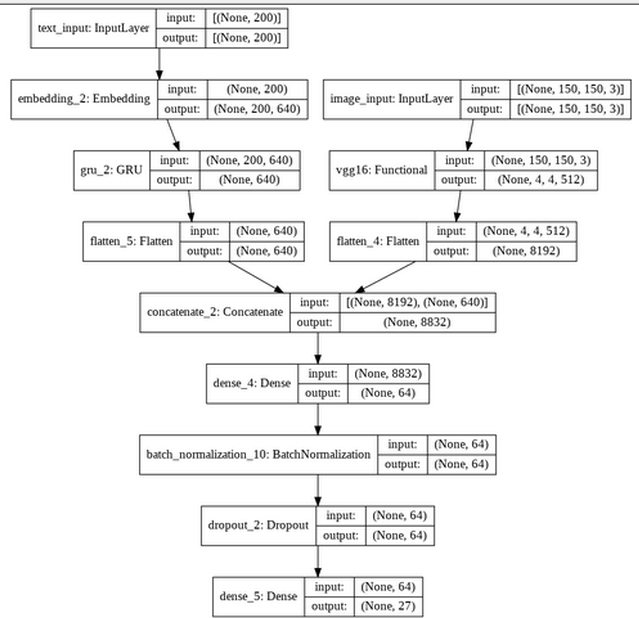 text_input: InputLayer
input: [(None, 200)]
output: [(None, 200)]
embedding_2: Embedding
input: (None, 200)
output: (None, 200, 640)
image_input: InputLayer
input: [(None, 150, 150, 3)]
output: [(None, 150, 150, 3)]
gru_2: GRU
input: (None, 200, 640)
output: (None, 640)
vgg16: Functional
input: (None, 150, 150, 3)
output: (None, 4, 4, 512)
flatten_5: Flatten
input: (None, 640)
output: (None, 640)
flatten_4: Flatten
input: (None, 4, 4, 512)
output: (None, 8192)
concatenate_2: Concatenate
input: [(None, 8192), (None, 640)]
output: (None, 8832)
dense_4: Dense
input: (None, 8832)
output: (None, 64)
batch_normalization_10: BatchNormalization
input: (None, 64)
output: (None, 64)
dropout_2: Dropout
input: (None, 64)
output: (None, 64)
dense_5: Dense
input: (None, 64)
output: (None, 27)